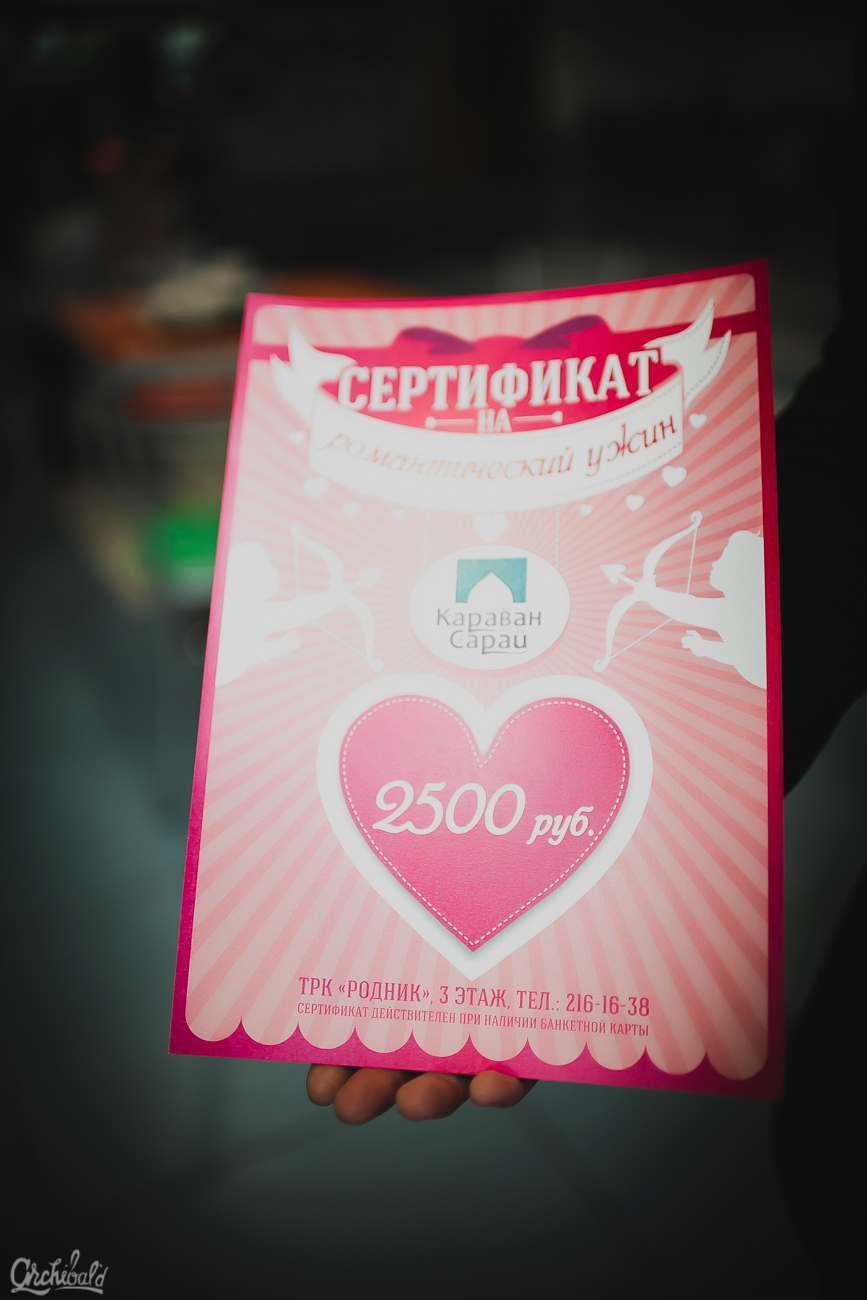 СЕРТИФИКАТ
НА
романтический ужин
Караван
Сарай
2500 руб.
ТРК «РОДНИК», 3 ЭТАЖ, ТЕЛ.: 216-16-38
СЕРТИФИКАТ ДЕЙСТВИТЕЛЕН ПРИ НАЛИЧИИ БАНКЕТНОЙ КАРТЫ
archibald